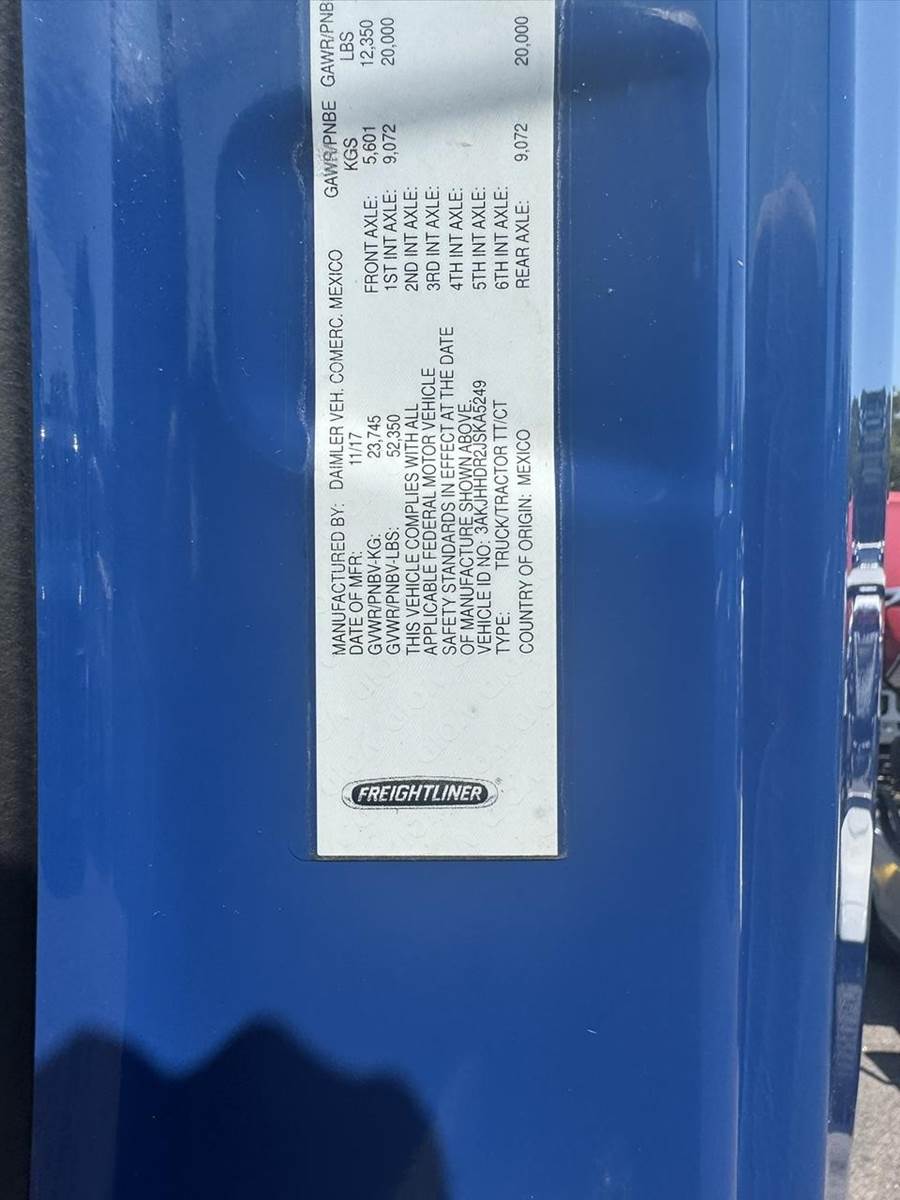 FREIGHTLINER
MANUFACTURED BY: DAIMLER VEH. COMERC. MEXICO
DATE OF MFR: 11/17
GVWR/PNBV-KG: 23,745
GVWR/PNBV-LBS: 52,350
THIS VEHICLE COMPLIES WITH ALL
APPLICABLE FEDERAL MOTOR VEHICLE
SAFETY STANDARDS IN EFFECT AT THE DATE
OF MANUFACTURE SHOWN ABOVE.
VEHICLE ID NO: 3AKJHHDR2JSKA5249
TYPE: TRUCK/TRACTOR TT/CT
COUNTRY OF ORIGIN: MEXICO
GAWR/PNBE GAWR/PNB
KGS LBS
FRONT AXLE: 5,601 12,350
1ST INT AXLE: 9,072 20,000
2ND INT AXLE:
3RD INT AXLE:
4TH INT AXLE:
5TH INT AXLE:
6TH INT AXLE:
REAR AXLE: 9,072 20,000